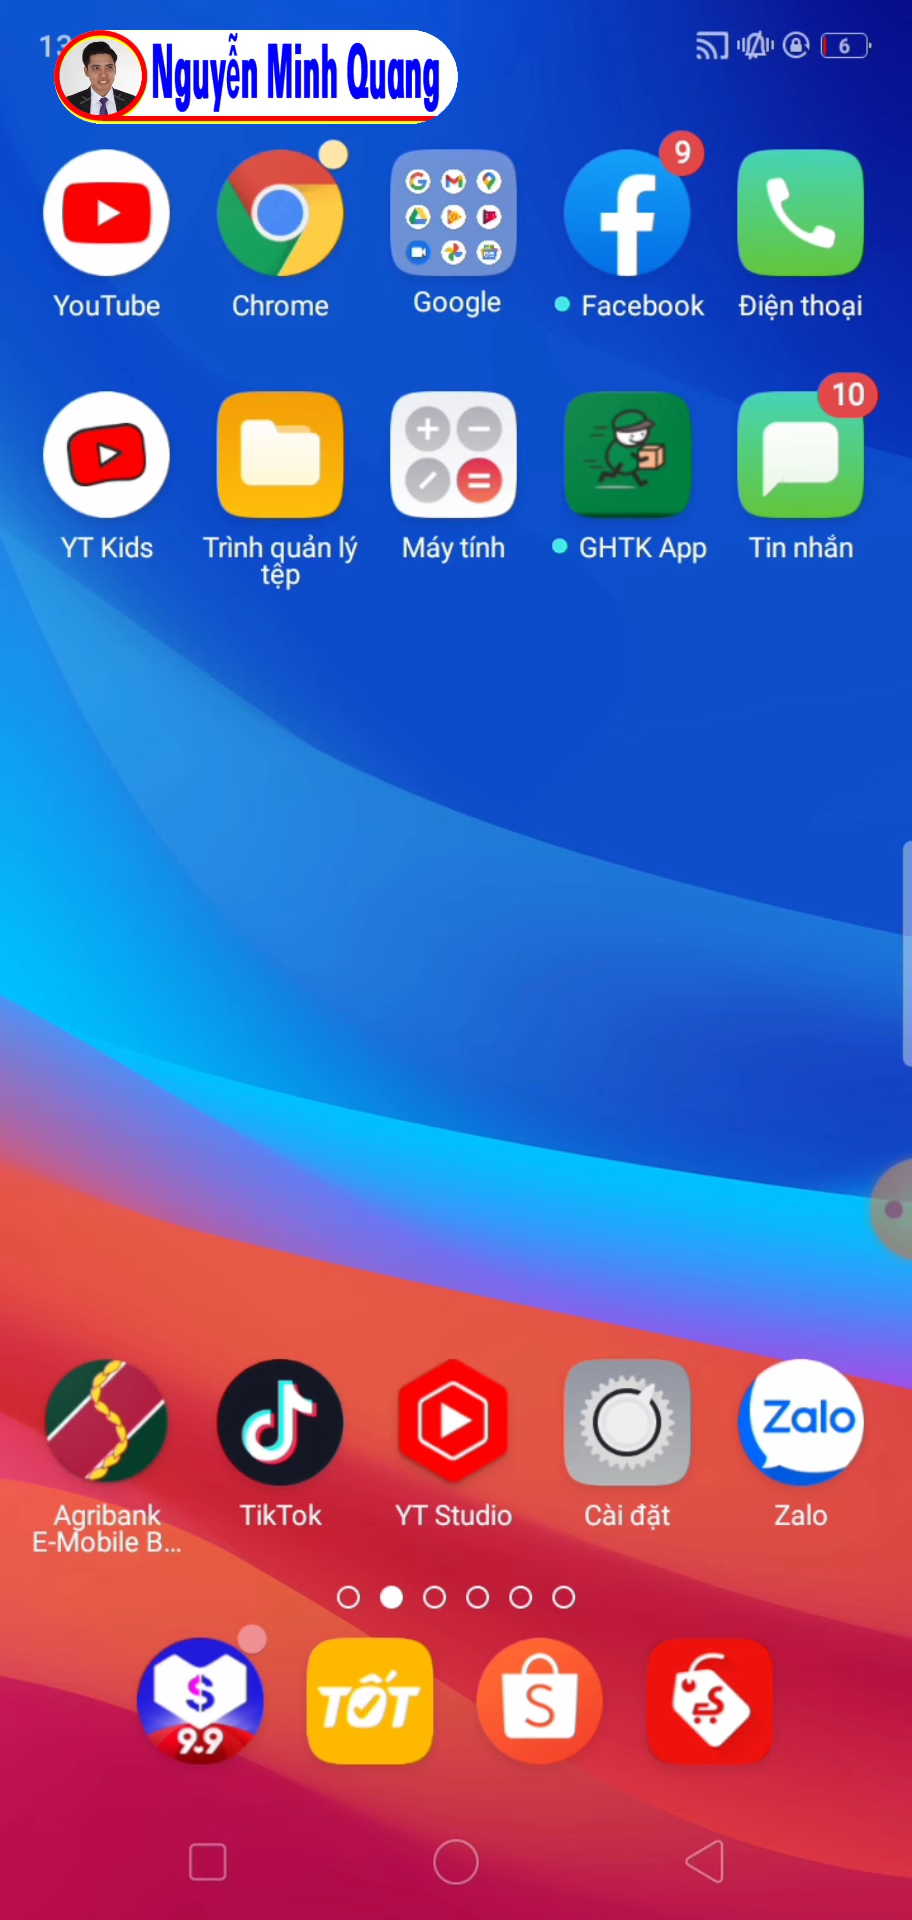 13
Nguyễn Minh Quang
6
9
YouTube
Chrome
Google
Facebook
Điện thoại
10
YT Kids
Trình quản lý
tệp
Máy tính
GHTK App
Tin nhắn
Zalo
Agribank
E-Mobile B...
TikTok
YT Studio
Cài đặt
Zalo
$
9.9
TỐT
S
S